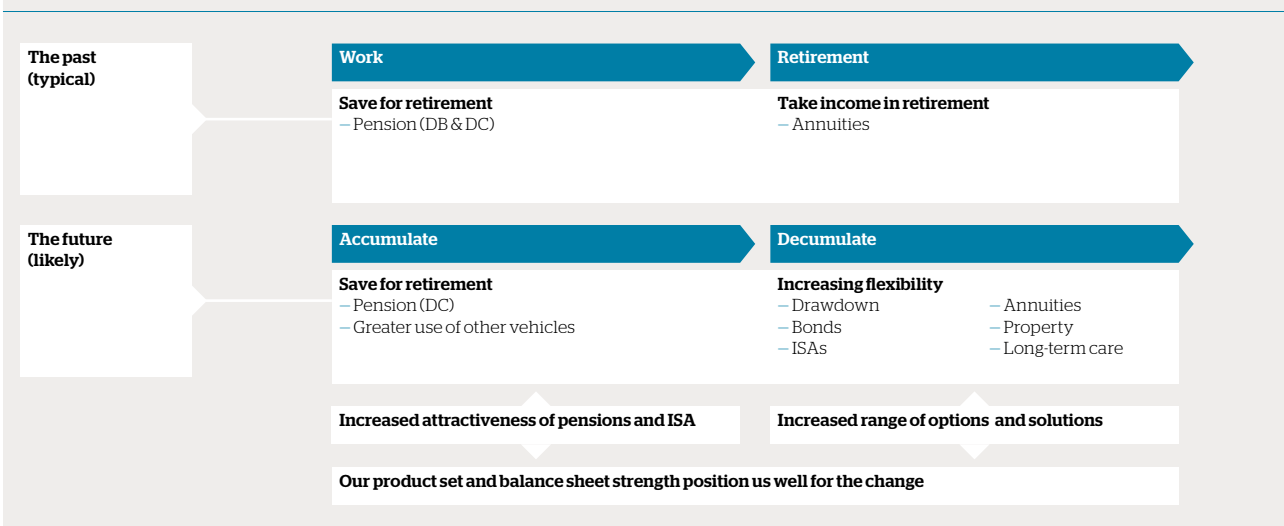 The past
(typical)
Work
Retirement
Save for retirement
– Pension (DB & DC)
Take income in retirement
– Annuities
The future
(likely)
Accumulate
Decumulate
Save for retirement
– Pension (DC)
– Greater use of other vehicles
Increasing flexibility
– Drawdown
– Bonds
– ISAs
– Annuities
– Property
– Long-term care
Increased attractiveness of pensions and ISA
Increased range of options and solutions
Our product set and balance sheet strength position us well for the change